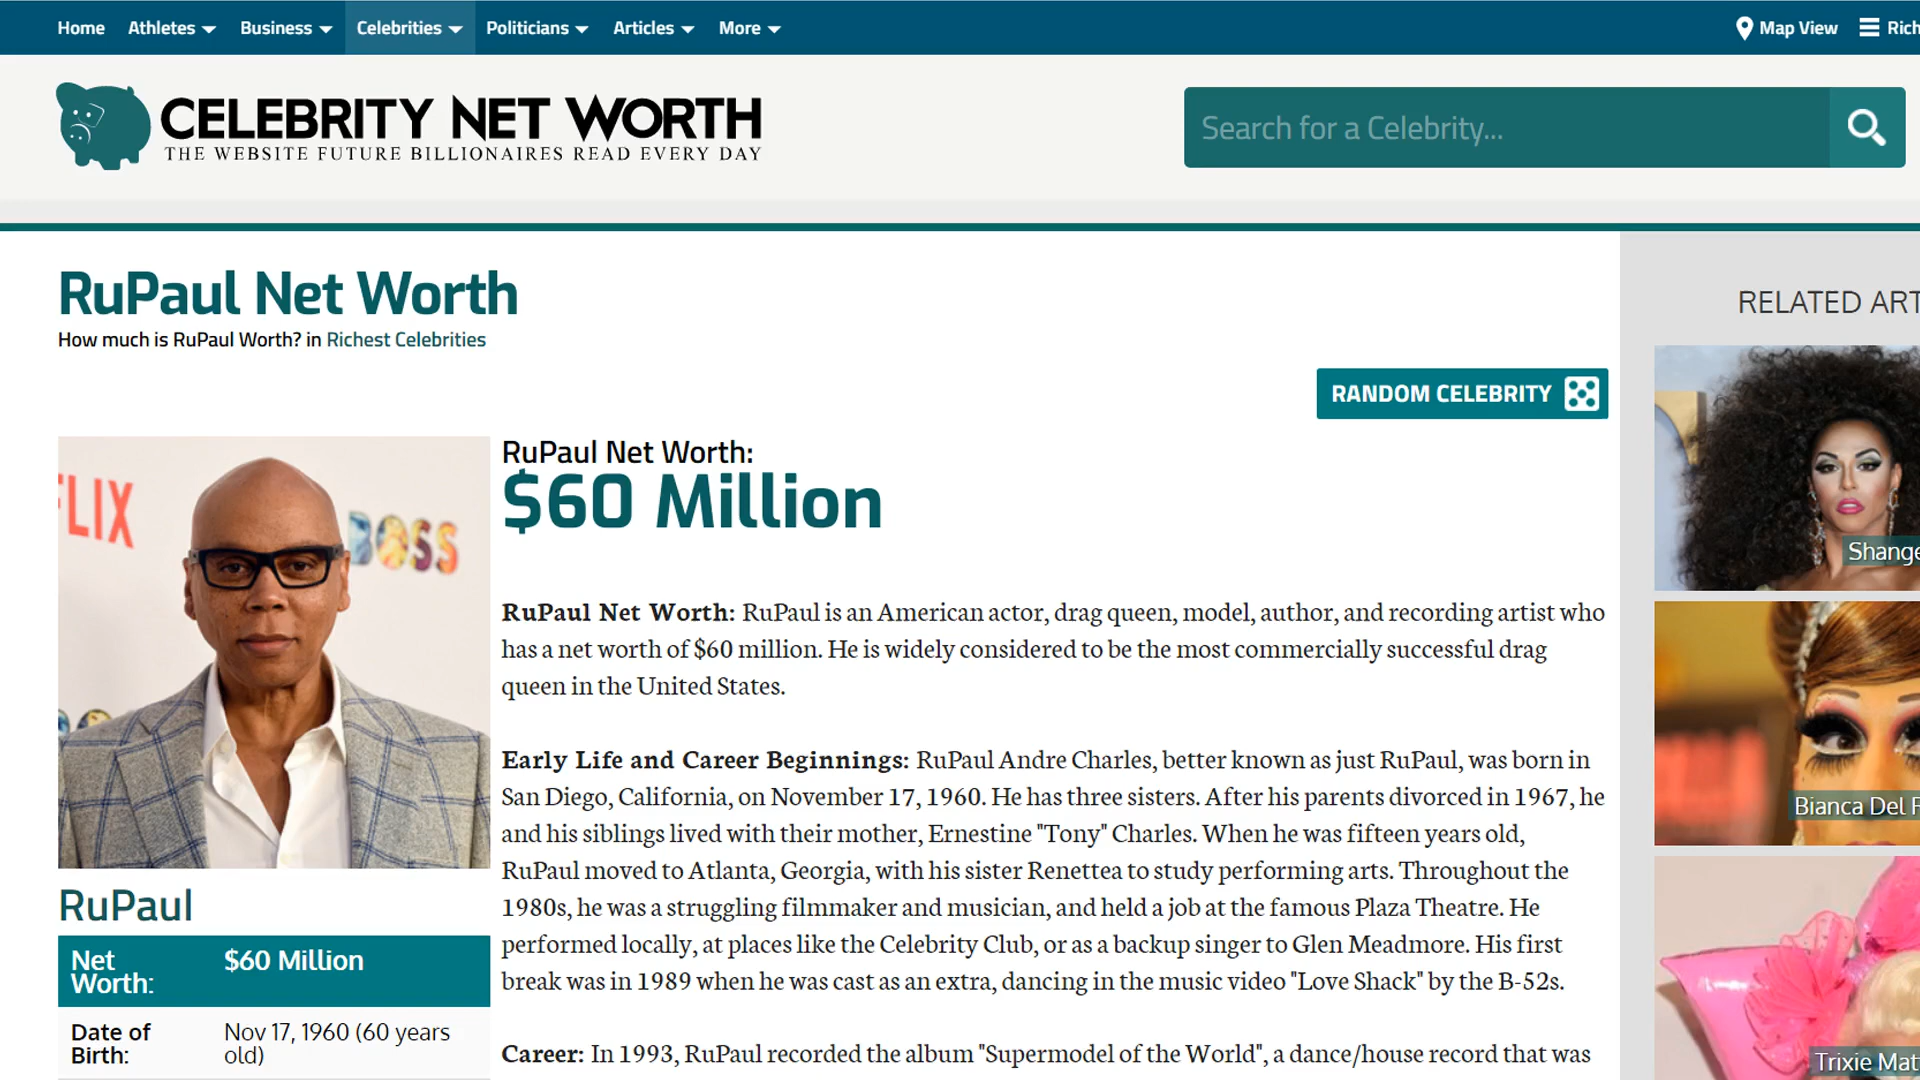 Home Athletes Business Celebrities Politicians Articles More Map View Rich
CELEBRITY NET WORTH
THE WEBSITE FUTURE BILLIONAIRES READ EVERY DAY
Search for a Celebrity...
RuPaul Net Worth
How much is RuPaul Worth? in Richest Celebrities
RANDOM CELEBRITY
FLIX
BOSS
RuPaul
Net Worth: $60 Million
Date of Birth: Nov 17, 1960 (60 years old)
RuPaul Net Worth:
$60 Million
RuPaul Net Worth: RuPaul is an American actor, drag queen, model, author, and recording artist who
has a net worth of $60 million. He is widely considered to be the most commercially successful drag
queen in the United States.
Early Life and Career Beginnings: RuPaul Andre Charles, better known as just RuPaul, was born in
San Diego, California, on November 17, 1960. He has three sisters. After his parents divorced in 1967, he
and his siblings lived with their mother, Ernestine "Tony" Charles. When he was fifteen years old,
RuPaul moved to Atlanta, Georgia, with his sister Renettea to study performing arts. Throughout the
1980s, he was a struggling filmmaker and musician, and held a job at the famous Plaza Theatre. He
performed locally, at places like the Celebrity Club, or as a backup singer to Glen Meadmore. His first
break was in 1989 when he was cast as an extra, dancing in the music video "Love Shack" by the B-52s.
Career: In 1993, RuPaul recorded the album "Supermodel of the World", a dance/house record that was
RELATED ART
Shange
Bianca Del
Trixie Mat